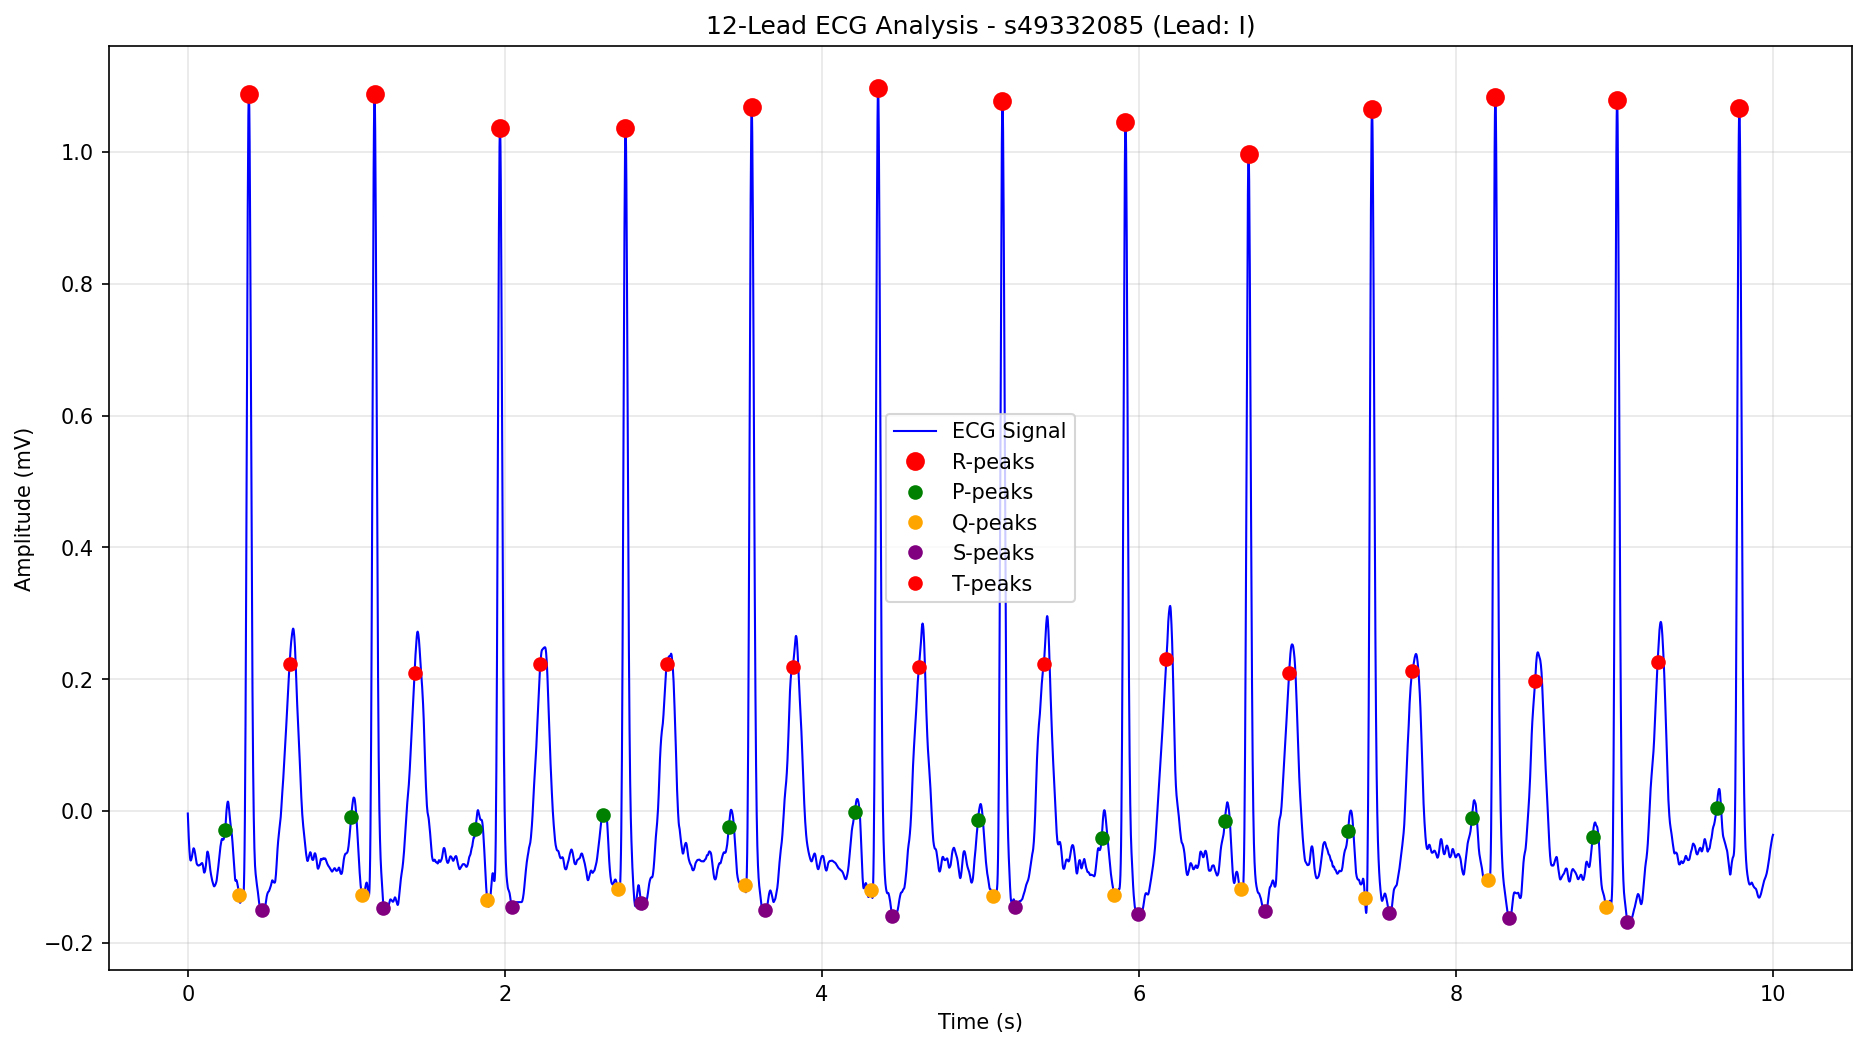 12-Lead ECG Analysis - s49332085 (Lead: I)
Amplitude (mV)
1.0
0.8
0.6
0.4
0.2
0.0
−0.2
ECG Signal
R-peaks
P-peaks
Q-peaks
S-peaks
T-peaks
0 2 4 6 8 10
Time (s)